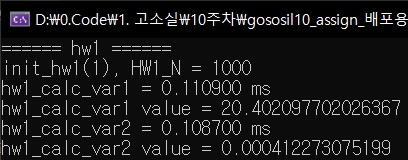 D:\0.Code\1. 고소실\10주차\gososil10_assign_배포용
====== hw1 ======
init_hw1(1), HW1_N = 1000
hw1_calc_var1 = 0.110900 ms
hw1_calc_var1 value = 20.402097702026367
hw1_calc_var2 = 0.108700 ms
hw1_calc_var2 value = 0.000412273075199